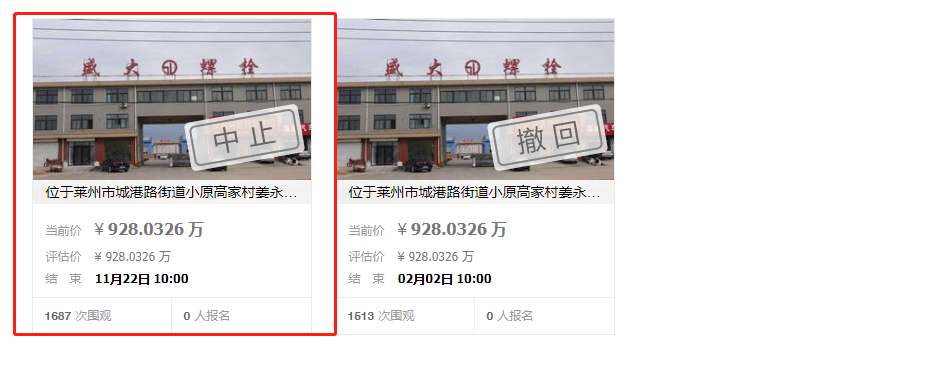 盛大螺栓
中止
位于莱州市城港路街道小原高家村姜永...
当前价 ¥ 928.0326 万
评估价 ¥ 928.0326 万
结 束 11月22日 10:00
1687 次围观 0 人报名
盛大螺栓
撤回
位于莱州市城港路街道小原高家村姜永...
当前价 ¥ 928.0326 万
评估价 ¥ 928.0326 万
结 束 02月02日 10:00
1513 次围观 0 人报名